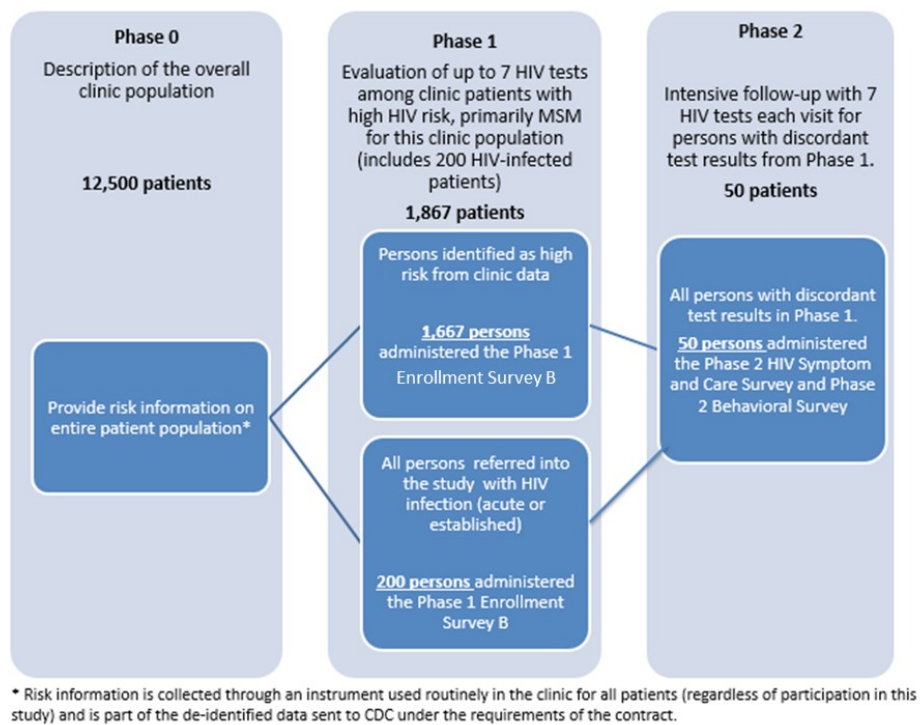 Phase 0
Description of the overall
clinic population
12,500 patients
Provide risk information on
entire patient population*
Phase 1
Evaluation of up to 7 HIV tests
among clinic patients with
high HIV risk, primarily MSM
for this clinic population
(includes 200 HIV-infected
patients)
1,867 patients
Persons identified as high
risk from clinic data
1,667 persons
administered the Phase 1
Enrollment Survey B
All persons referred into
the study with HIV
infection (acute or
established)
200 persons administered
the Phase 1 Enrollment
Survey B
Phase 2
Intensive follow-up with 7
HIV tests each visit for
persons with discordant
test results from Phase 1.
50 patients
All persons with discordant
test results in Phase 1.
50 persons administered
the Phase 2 HIV Symptom
and Care Survey and Phase
2 Behavioral Survey
* Risk information is collected through an instrument used routinely in the clinic for all patients (regardless of participation in this
study) and is part of the de-identified data sent to CDC under the requirements of the contract.